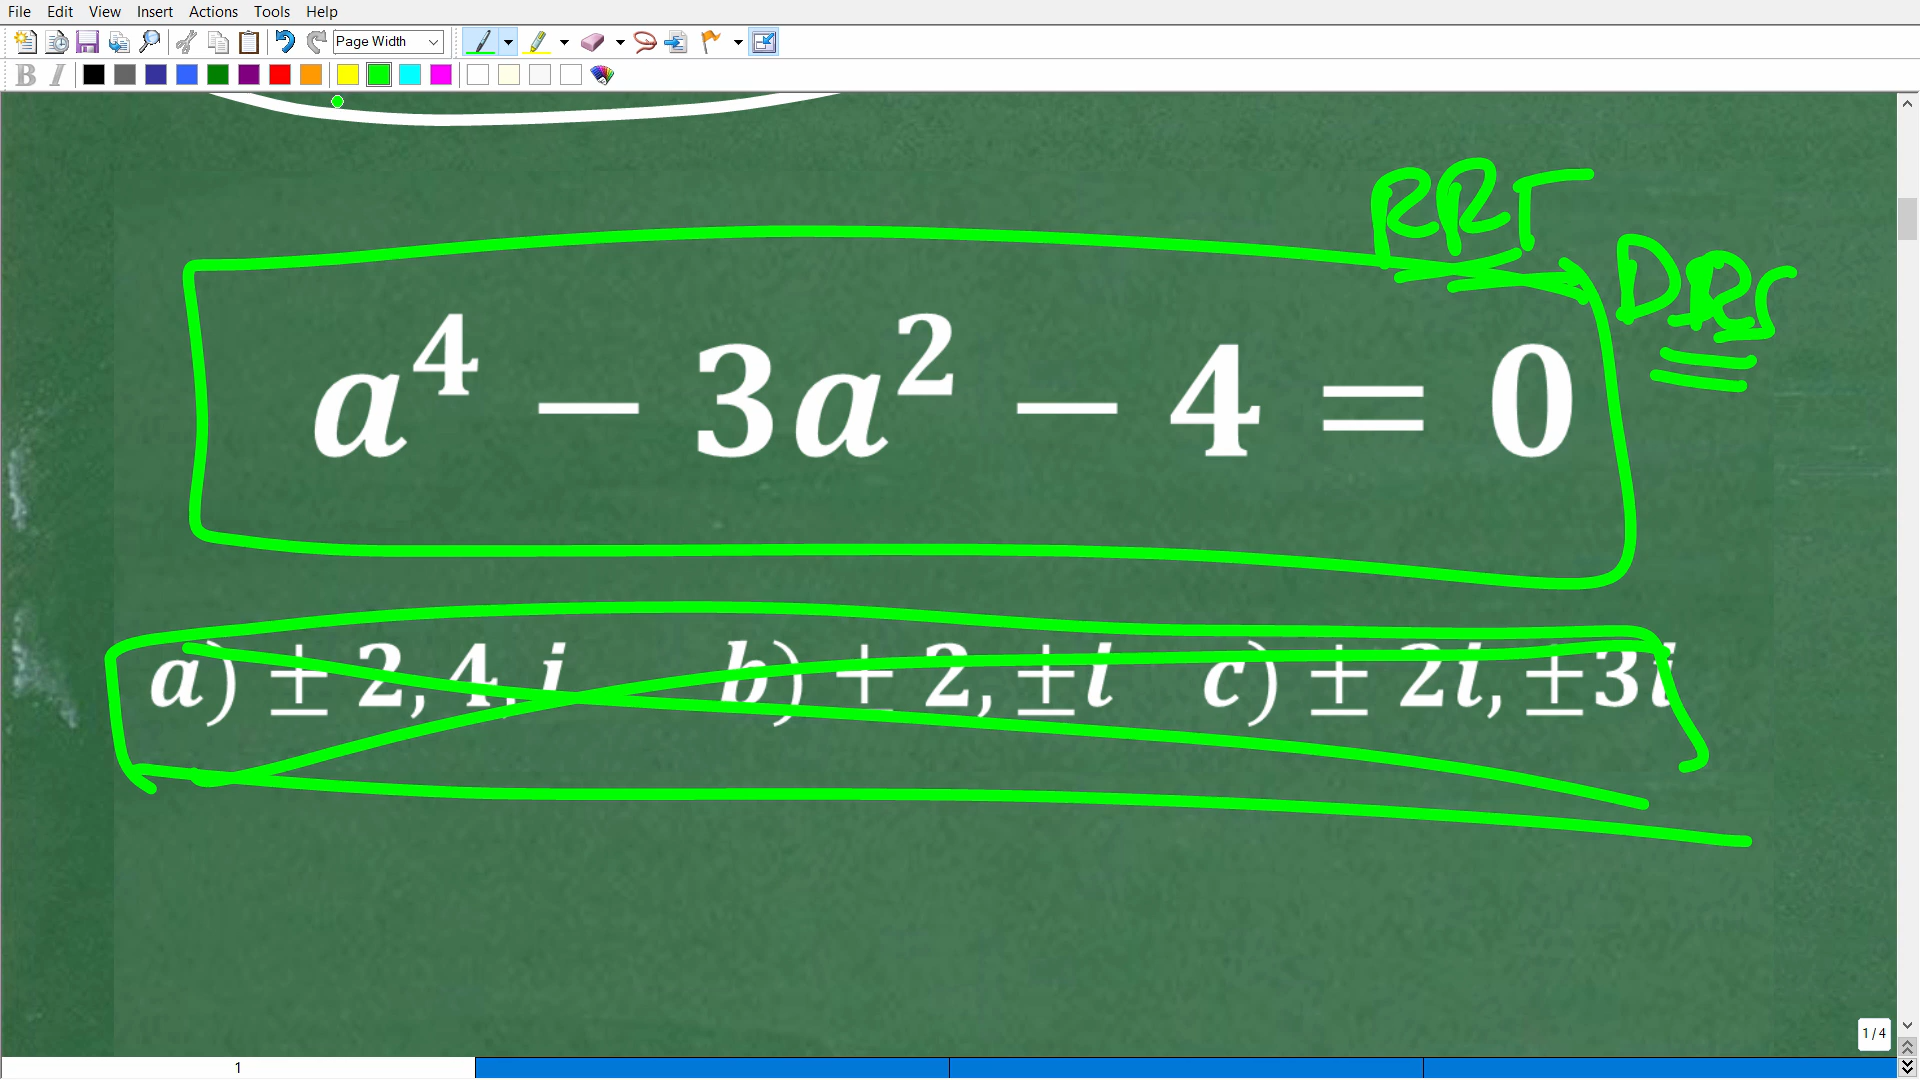 File Edit View Insert Actions Tools Help
Page Width
B I
RRT
DRS
a⁴ − 3a² − 4 = 0
a) ± 2, 4, i b) ± 2, ±i c) ± 2i, ±3i
1 / 4
1